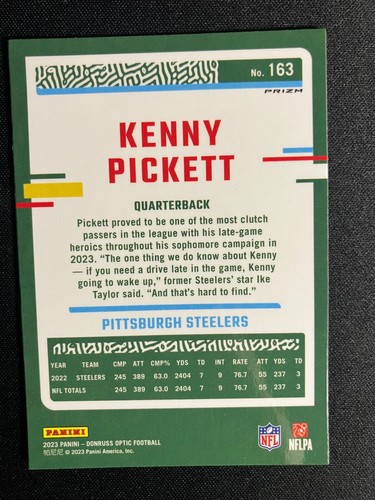 No. 163
PRIZM
KENNY
PICKETT
QUARTERBACK
Pickett proved to be one of the most clutch
passers in the league with his late-game
heroics throughout his sophomore campaign in
2023. “The one thing we do know about Kenny
— if you need a drive late in the game, Kenny
going to wake up,” former Steelers’ star Ike
Taylor said. “And that’s hard to find.”
PITTSBURGH STEELERS
YEAR TEAM CMP ATT CMP% YDS TD INT RATE ATT YDS TD
2022 STEELERS 245 389 63.0 2404 7 9 76.7 55 237 3
NFL TOTALS 245 389 63.0 2404 7 9 76.7 55 237 3
PANINI
2023 PANINI – DONRUSS OPTIC FOOTBALL
帕尼尼 © 2023 Panini America, Inc.
NFL
NFLPA